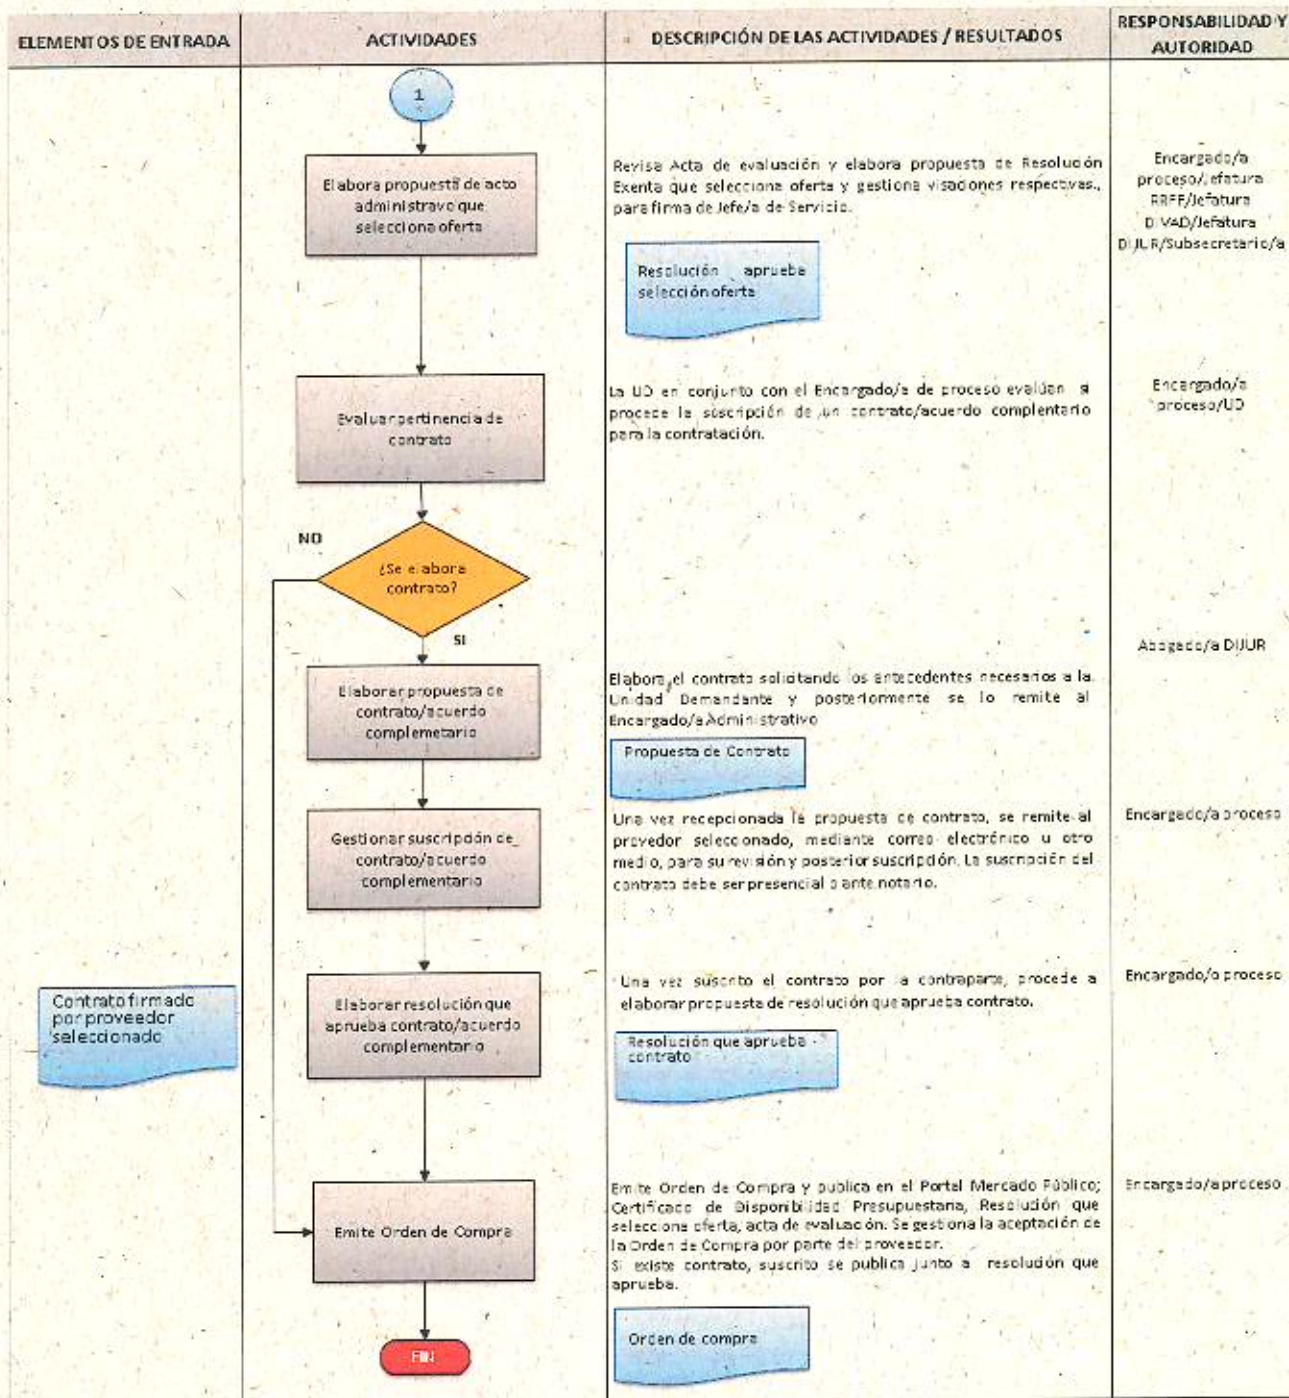 ELEMENTOS DE ENTRADA
ACTIVIDADES
DESCRIPCIÓN DE LAS ACTIVIDADES / RESULTADOS
RESPONSABILIDAD Y
AUTORIDAD
1
Elabora propuesta de acto
administravo que
selecciona oferta
Revisa Acta de evaluación y elabora propuesta de Resolución
Exenta que selecciona oferta y gestiona visaciones respectivas.,
para firma de Jefe/a de Servicio.
Resolución aprueba
selección oferta
Encargado/a
proceso/Jefatura
RRFF/Jefatura
DIVAD/Jefatura
DIJUR/Subsecretario/a
Evaluar pertinencia de
contrato
La UD en conjunto con el Encargado/a de proceso evalúan si
procede la suscripción de un contrato/acuerdo complentario
para la contratación.
Encargado/a
proceso/UD
NO
¿Se elabora
contrato?
SI
Elaborar propuesta de
contrato/acuerdo
complemetario
Elabora el contrato solicitando los antecedentes necesarios a la
Unidad Demandante y posteriormente se lo remite al
Encargado/a Administrativo
Propuesta de Contrato
Abogado/a DIJUR
Gestionar suscripción de
contrato/acuerdo
complementario
Una vez recepcionada la propuesta de contrato, se remite al
provedor seleccionado, mediante correo electrónico u otro
medio, para su revisión y posterior suscripción. La suscripción del
contrato debe ser presencial o ante notario.
Encargado/a proceso
Contrato firmado
por proveedor
seleccionado
Elaborar resolución que
aprueba contrato/acuerdo
complementario
Una vez suscrito el contrato por la contraparte, procede a
elaborar propuesta de resolución que aprueba contrato.
Resolución que aprueba
contrato
Encargado/o proceso
Emite Orden de Compra
Emite Orden de Compra y publica en el Portal Mercado Público;
Certificado de Disponibilidad Presupuestaria, Resolución que
selecciona oferta, acta de evaluación. Se gestiona la aceptación de
la Orden de Compra por parte del proveedor.
Si existe contrato, suscrito se publica junto a resolución que
aprueba.
Orden de compra
Encargado/a proceso
FIN